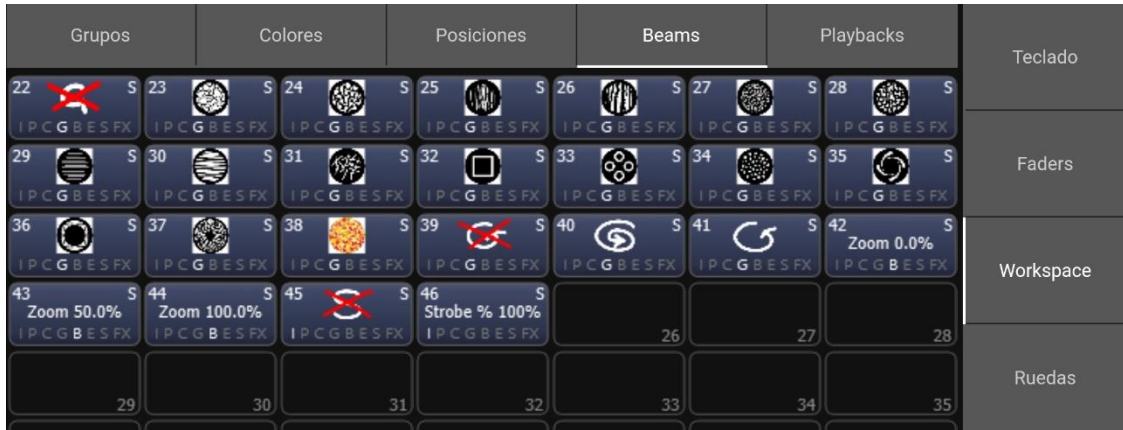 Grupos Colores Posiciones Beams Playbacks Teclado
22 S 23 S 24 S 25 S 26 S 27 S 28 S
IPCGBESFX IPCGBESFX IPCGBESFX IPCGBESFX IPCGBESFX IPCGBESFX IPCGBESFX
29 S 30 S 31 S 32 S 33 S 34 S 35 S
Faders
IPCGBESFX IPCGBESFX IPCGBESFX IPCGBESFX IPCGBESFX IPCGBESFX IPCGBESFX
36 S 37 S 38 S 39 S 40 S 41 S 42 S
Zoom 0.0%
IPCGBESFX IPCGBESFX IPCGBESFX IPCGBESFX IPCGBESFX IPCGBESFX IPCGBESFX
Workspace
43 S 44 S 45 S 46 S
Zoom 50.0% Zoom 100.0% Strobe % 100%
IPCGBESFX IPCGBESFX IPCGBESFX IPCGBESFX 26 27 28
Ruedas
29 30 31 32 33 34 35